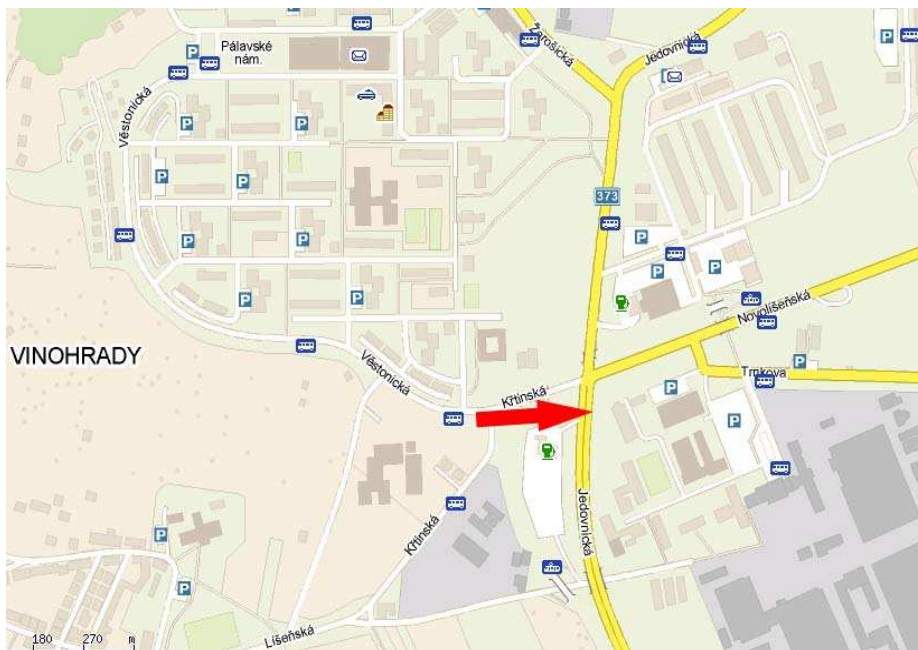 Pálavské
nám.
Žarošická
Jedovnická
P
Věstonická
P
P
P
P
373
P
P
P
P
P
Novolíšeňská
VINOHRADY
Věstonická
Trnkova
P
Křtinská
P
P
Jedovnická
Křtinská
P
P
Líšeňská
180 270 m